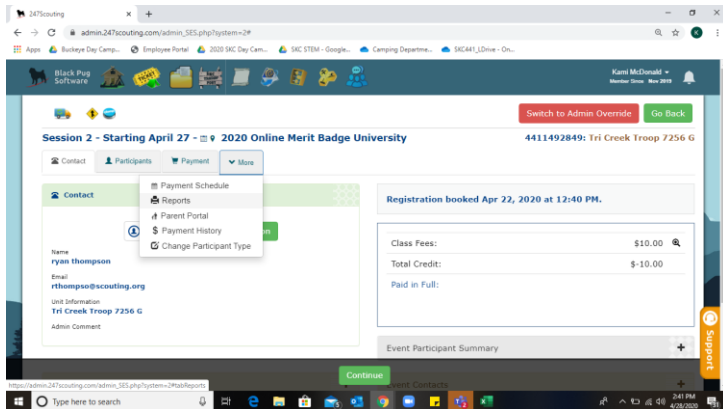 247Scouting
admin.247scouting.com/admin_SES.php?system=2#
Apps Buckeye Day Camp... Employee Portal 2020 SKC Day Cam... SKC STEM - Google... Camping Departme... SKC441_LDrive - On...
Black Pug
Software
Kami McDonald
Member Since Nov 2019
Switch to Admin Override Go Back
Session 2 - Starting April 27 - 2020 Online Merit Badge University 4411492849: Tri Creek Troop 7256 G
Contact Participants Payment More
Payment Schedule
Reports
Parent Portal
$ Payment History
Change Participant Type
Contact
on
Name
ryan thompson
Email
rthompso@scouting.org
Unit Information
Tri Creek Troop 7256 G
Admin Comment
Registration booked Apr 22, 2020 at 12:40 PM.
Class Fees: $10.00
Total Credit: $-10.00
Paid in Full:
Event Participant Summary +
Continue
Event Contacts +
Support
https://admin.247scouting.com/admin_SES.php?system=2#tabReports
Type here to search
2:41 PM
4/28/2020